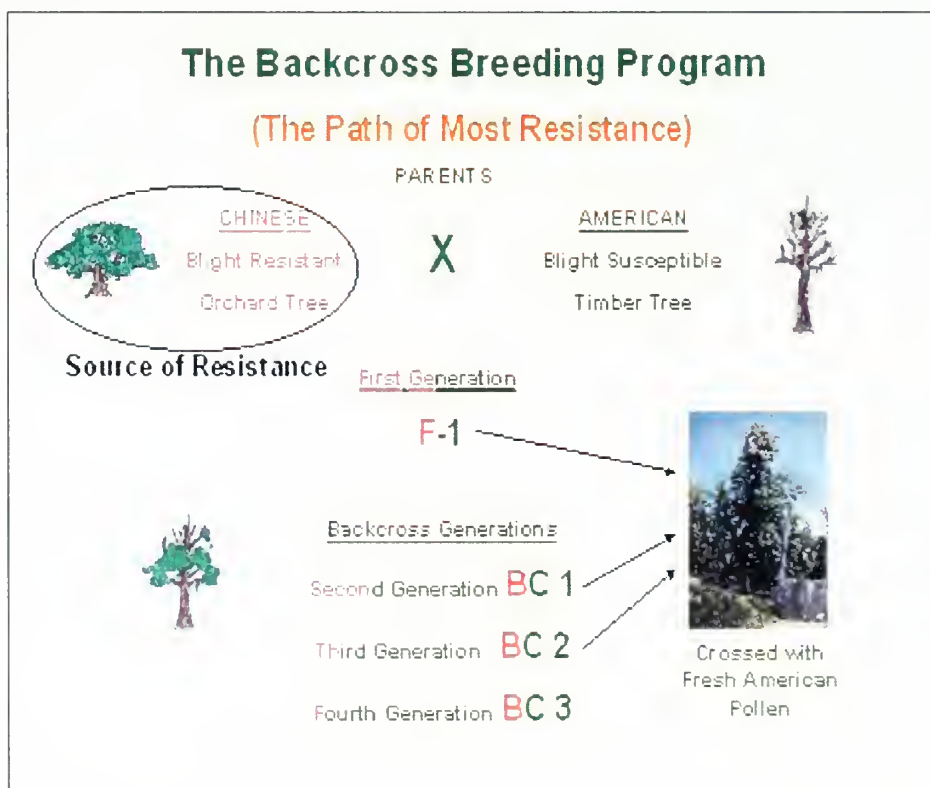 The Backcross Breeding Program
(The Path of Most Resistance)
PARENTS
CHINESE
Blight Resistant
Orchard Tree
X
AMERICAN
Blight Susceptible
Timber Tree
Source of Resistance
First Generation
F-1
Backcross Generations
Second Generation BC 1
Third Generation BC 2
Fourth Generation BC 3
Crossed with
Fresh American
Pollen